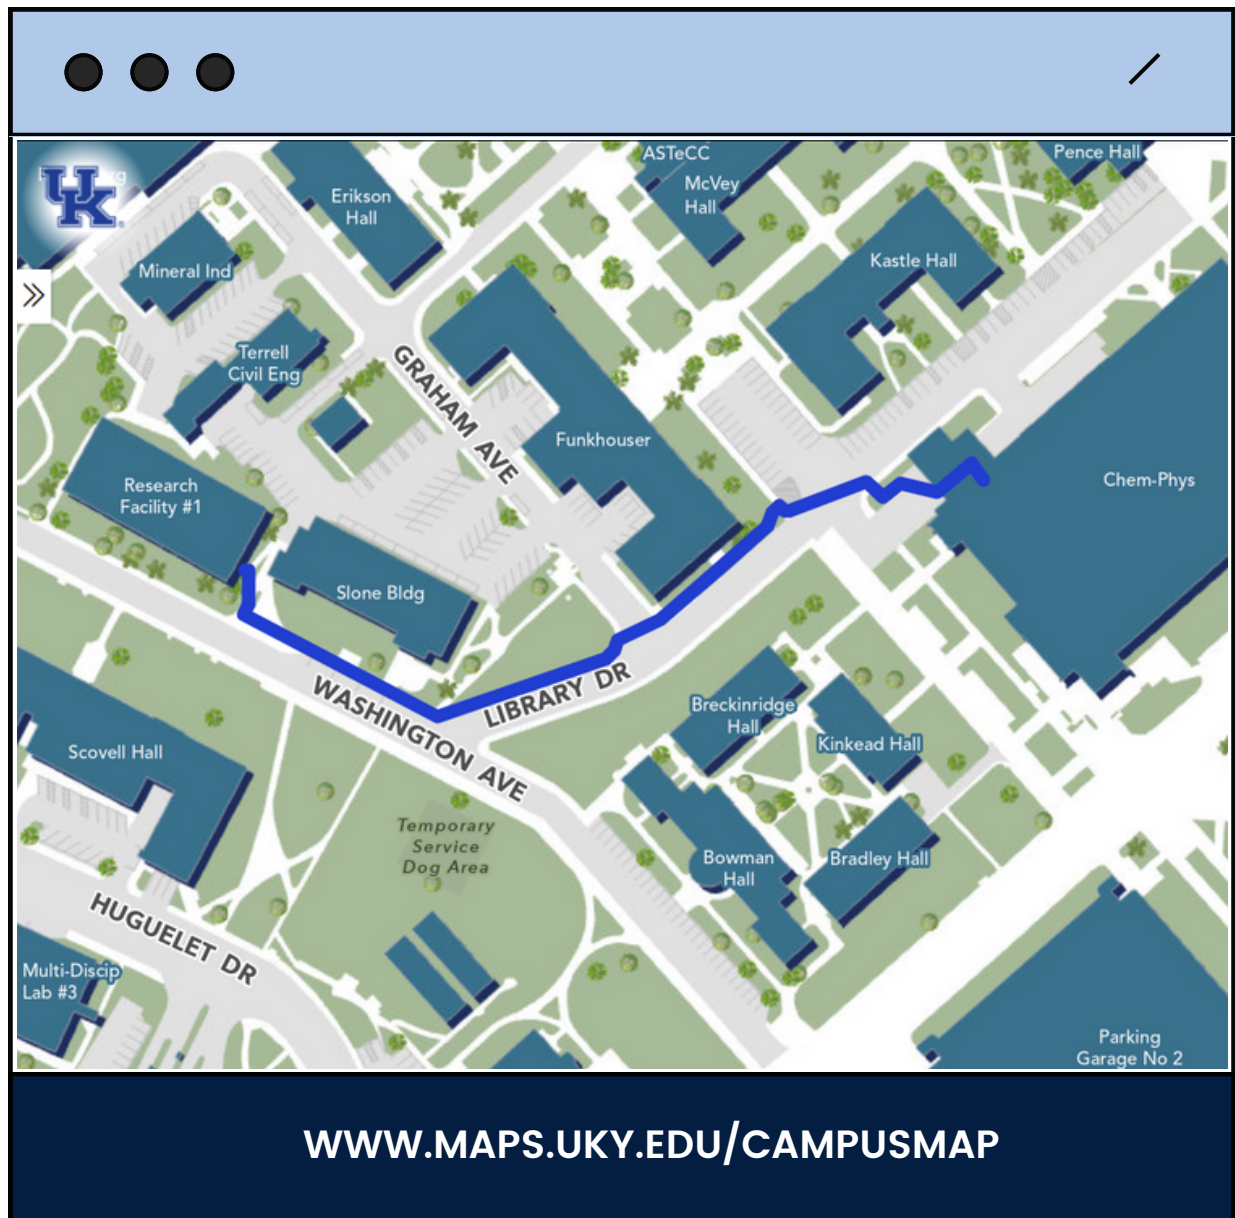 ASTeCC
Pence Hall
McVey
Hall
UK
Erikson
Hall
Kastle Hall
Mineral Ind
Terrell
Civil Eng
GRAHAM AVE
Funkhouser
Chem-Phys
Research
Facility #1
Slone Bldg
WASHINGTON AVE
LIBRARY DR
Breckinridge
Hall
Kinkead Hall
Scovell Hall
Temporary
Service
Dog Area
Bowman
Hall
Bradley Hall
HUGUELET DR
Multi-Discip
Lab #3
Parking
Garage No 2
WWW.MAPS.UKY.EDU/CAMPUSMAP